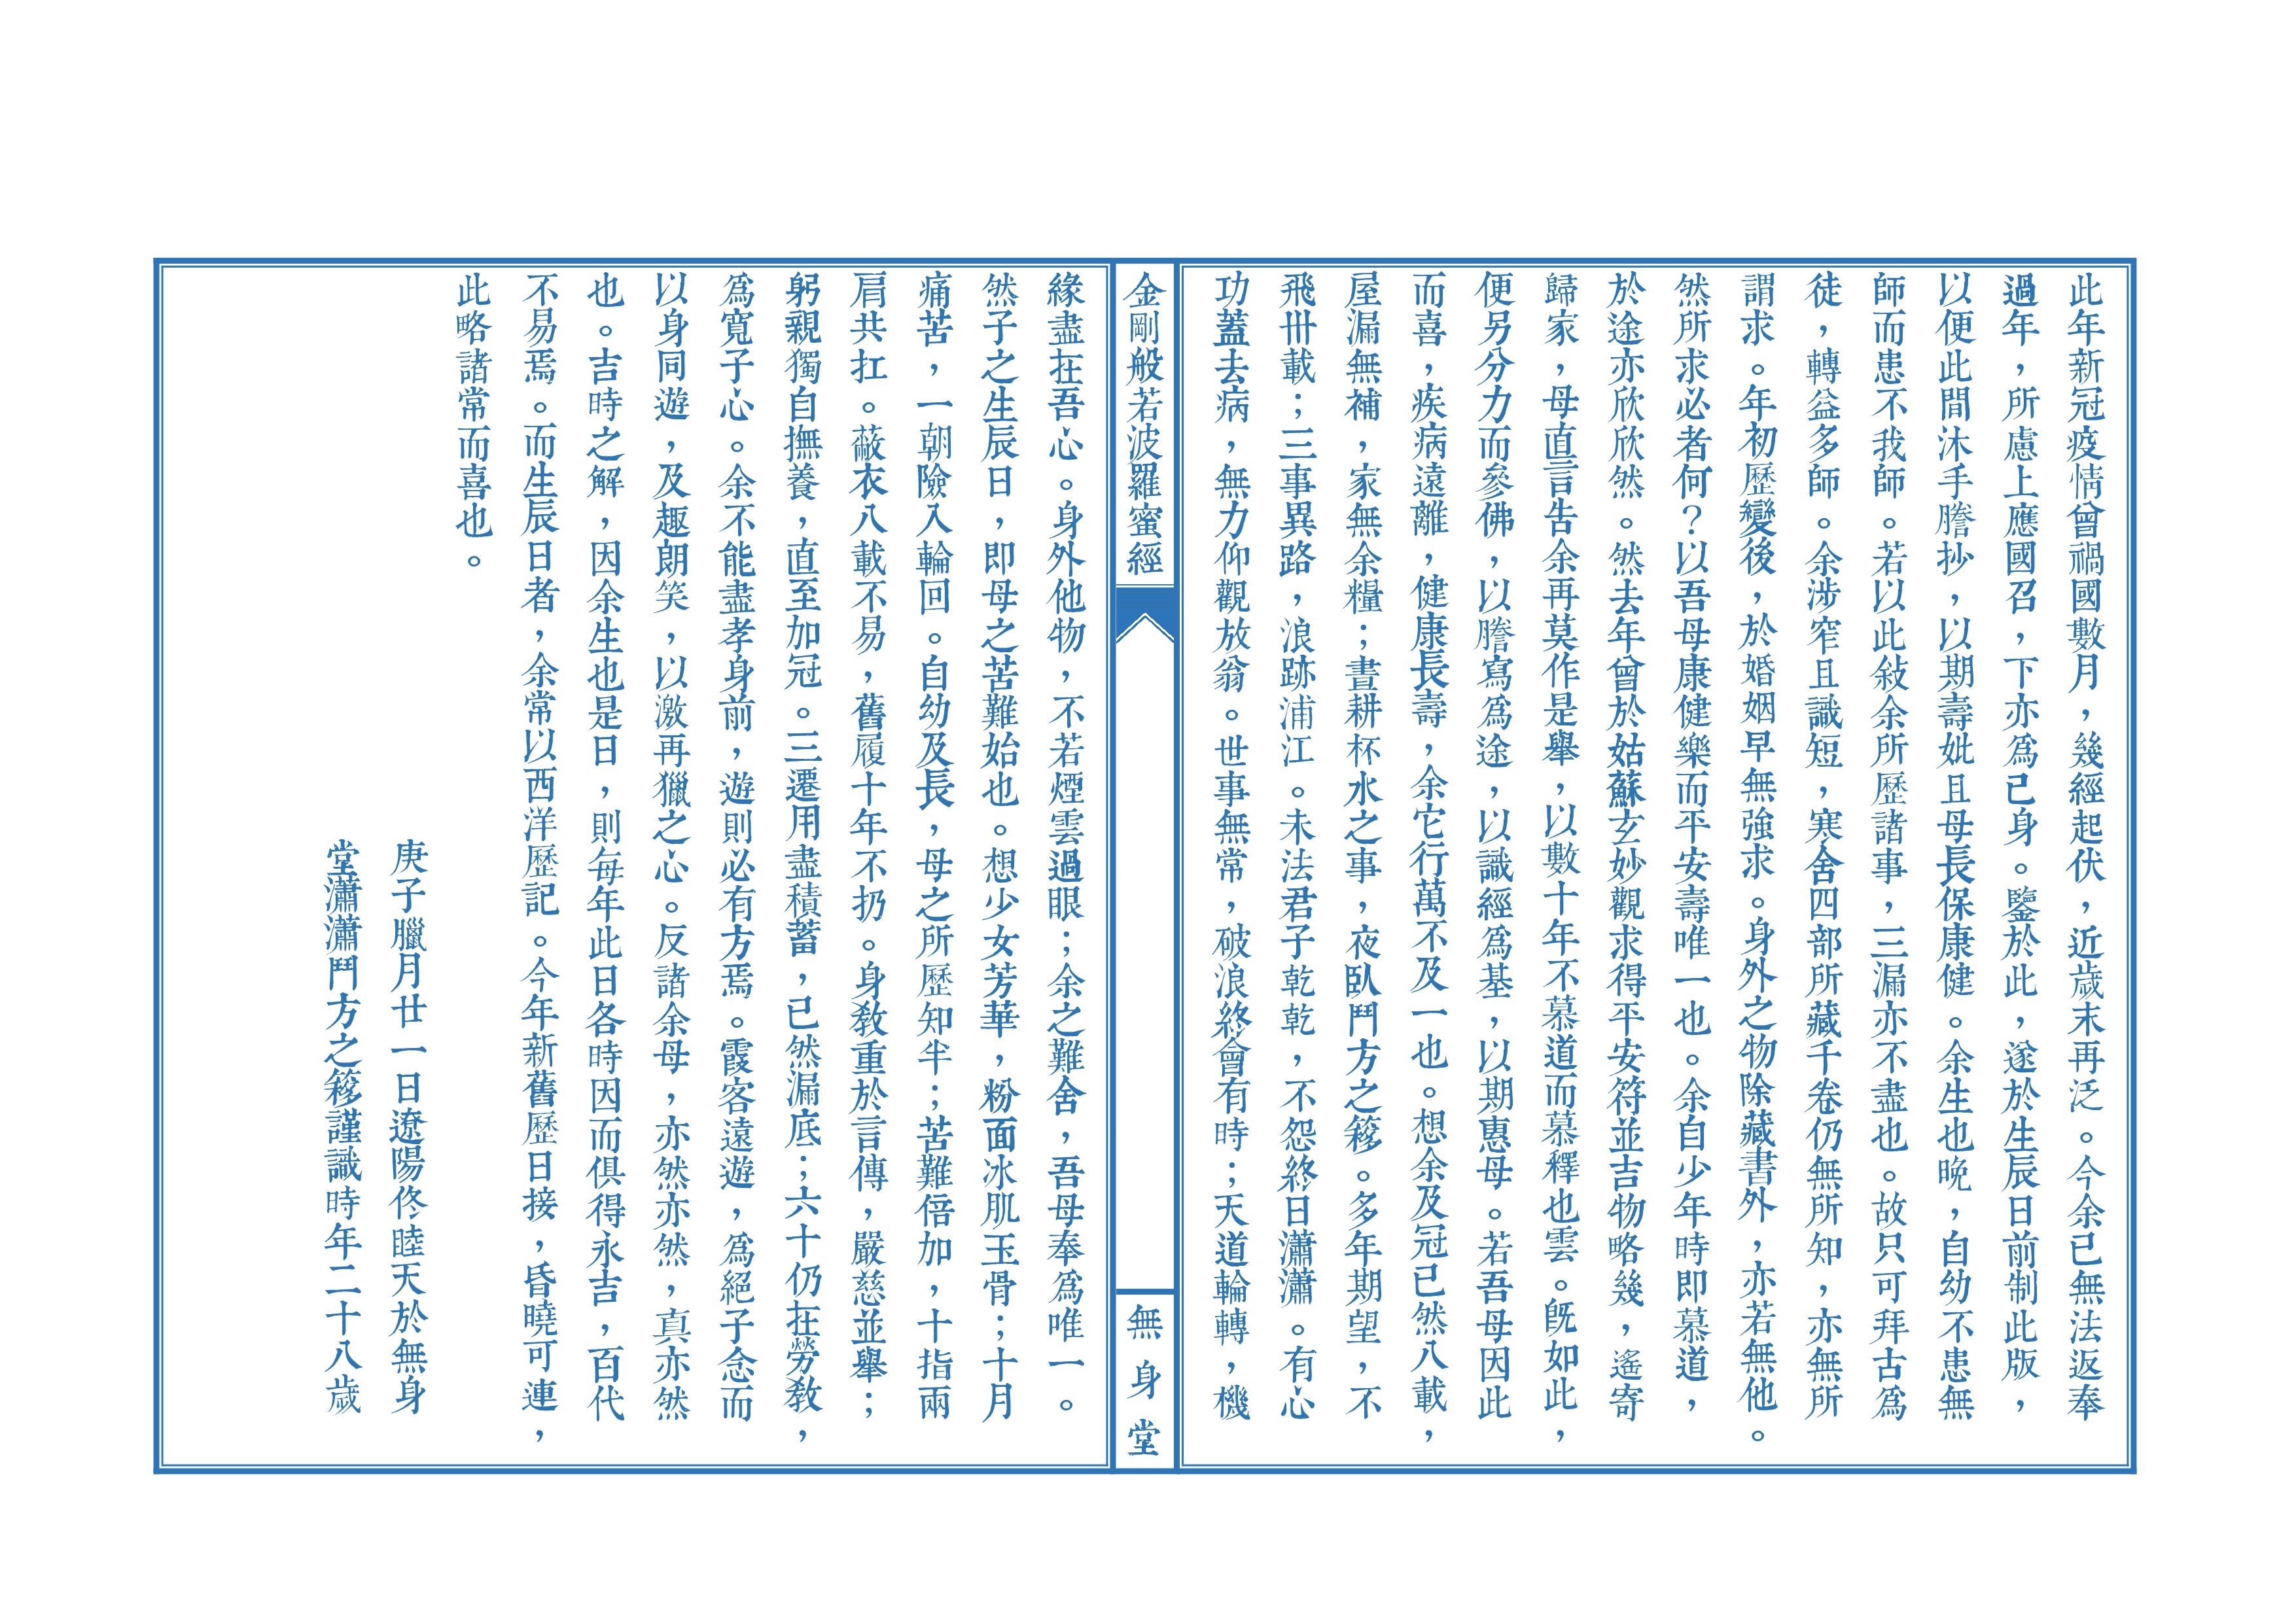 此年新冠疫情曾禍國數月，幾經起伏，近歲末再泛。今余已無法返奉
過年，所慮上應國召，下亦為己身。鑒於此，遂於生辰日前制此版，
以便此間沐手謄抄，以期壽妣且母長保康健。余生也晚，自幼不患無
師而患不我師。若以此敍余所歷諸事，三漏亦不盡也。故只可拜古為
徒，轉益多師。余涉窄且識短，寒舍四部所藏千卷仍無所知，亦無所
謂求。年初歷變後，於婚姻早無強求。身外之物除藏書外，亦若無他。
然所求必者何？以吾母康健樂而平安壽唯一也。余自少年時即慕道，
於途亦欣欣然。然去年曾於姑蘇玄妙觀求得平安符並吉物略幾，遙寄
歸家，母直言告余再莫作是舉，以數十年不慕道而慕釋也雲。既如此，
便另分力而參佛，以謄寫為途，以識經為基，以期惠母。若吾母因此
而喜，疾病遠離，健康長壽，余它行萬不及一也。想余及冠已然八載，
屋漏無補，家無余糧；晝耕杯水之事，夜臥鬥方之簃。多年期望，不
飛卌載；三事異路，浪跡浦江。未法君子乾乾，不怨終日瀟瀟。有心
功蓋去病，無力仰觀放翁。世事無常，破浪終會有時；天道輪轉，機
金剛般若波羅蜜經
無身堂
緣盡在吾心。身外他物，不若煙雲過眼；余之難舍，吾母奉為唯一。
然子之生辰日，即母之苦難始也。想少女芳華，粉面冰肌玉骨；十月
痛苦，一朝險入輪回。自幼及長，母之所歷知半；苦難倍加，十指兩
肩共扛。蔽衣八載不易，舊履十年不扔。身教重於言傳，嚴慈並舉；
躬親獨自撫養，直至加冠。三遷用盡積蓄，已然漏底；六十仍在勞教，
為寬子心。余不能盡孝身前，遊則必有方焉。霞客遠遊，為絕子念而
以身同遊，及趣朗笑，以激再獵之心。反諸余母，亦然亦然，真亦然
也。吉時之解，因余生也是日，則每年此日各時因而俱得永吉，百代
不易焉。而生辰日者，余常以西洋歷記。今年新舊歷日接，昏曉可連，
此略諸常而喜也。
庚子臘月廿一日遼陽佟睦天於無身
堂瀟瀟鬥方之簃謹識時年二十八歲